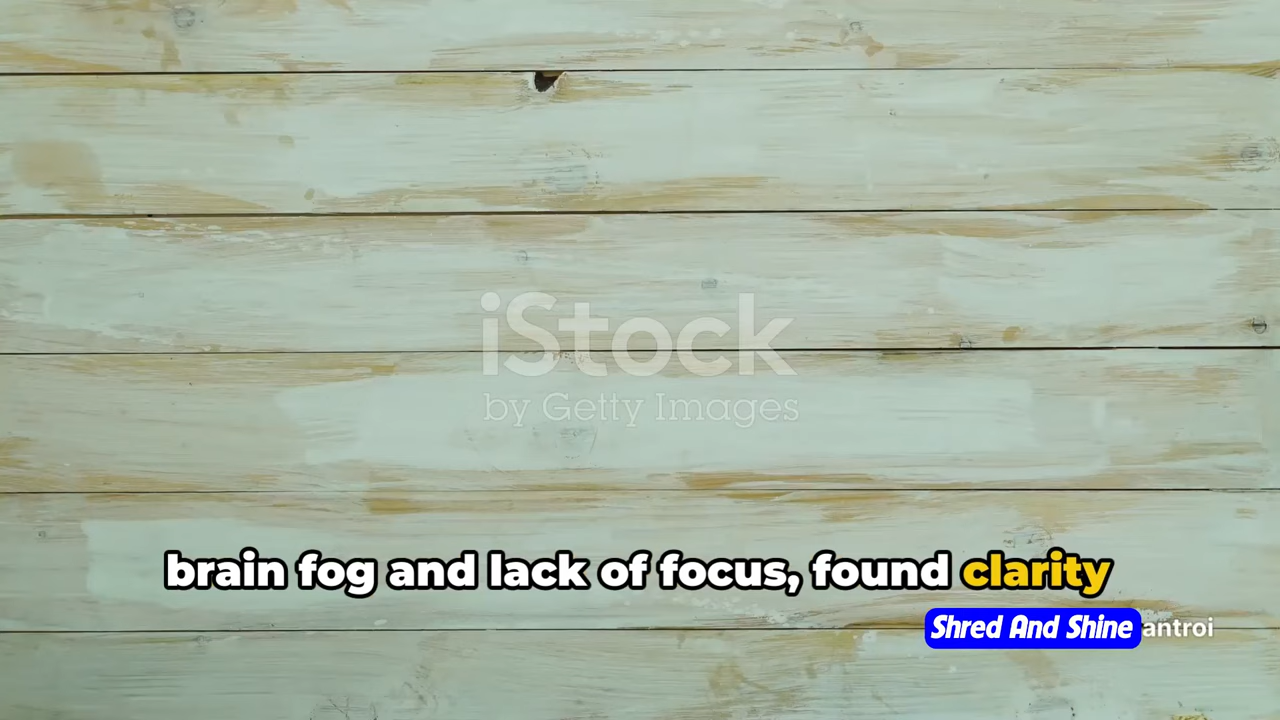 iStock
by Getty Images
brain fog and lack of focus, found clarity
Shred And Shine
antroi